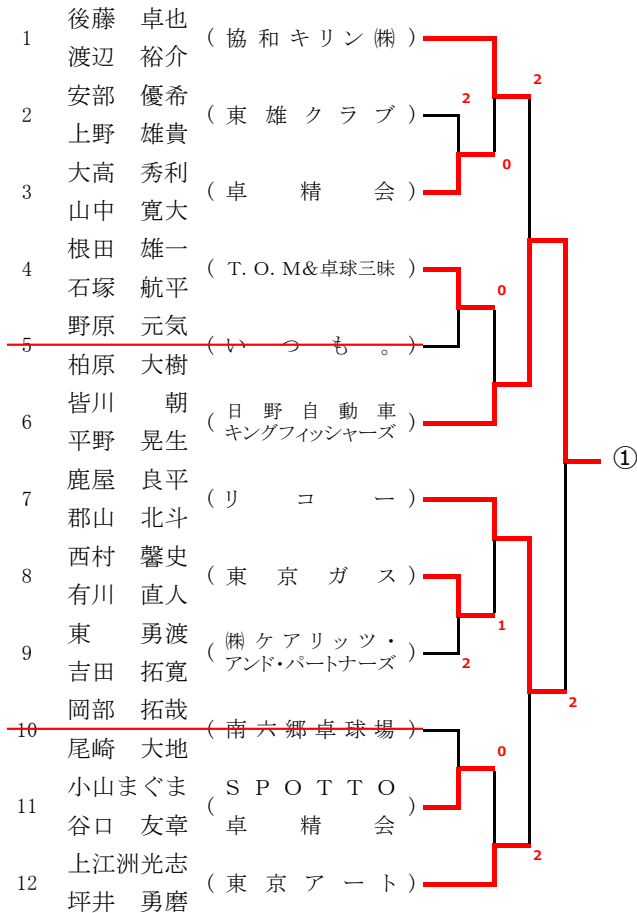 後藤　卓也
1 (協和キリン㈱)
渡辺　裕介
2
安部　優希
2 (東雄クラブ) 2
上野　雄貴
大高　秀利 0
3 (卓精会)
山中　寛大
根田　雄一
4 (T.O.M&卓球三昧) 0
石塚　航平
野原　元気
5 (いつも。)
柏原　大樹
皆川　朝 日野自動車
6 ( )
平野　晃生 キングフィッシャーズ
①
鹿屋　良平
7 (リコー)
郡山　北斗
西村　馨史
8 (東京ガス)
有川　直人 1
東　勇渡 ㈱ケアリッツ・
9 ( ) 2
吉田　拓寛 アンド・パートナーズ
2
岡部　拓哉
10 (南六郷卓球場)
尾崎　大地 0
小山まぐま SPOTTO
11 ( )
谷口　友章 卓精会
2
上江洲光志
12 (東京アート)
坪井　勇磨